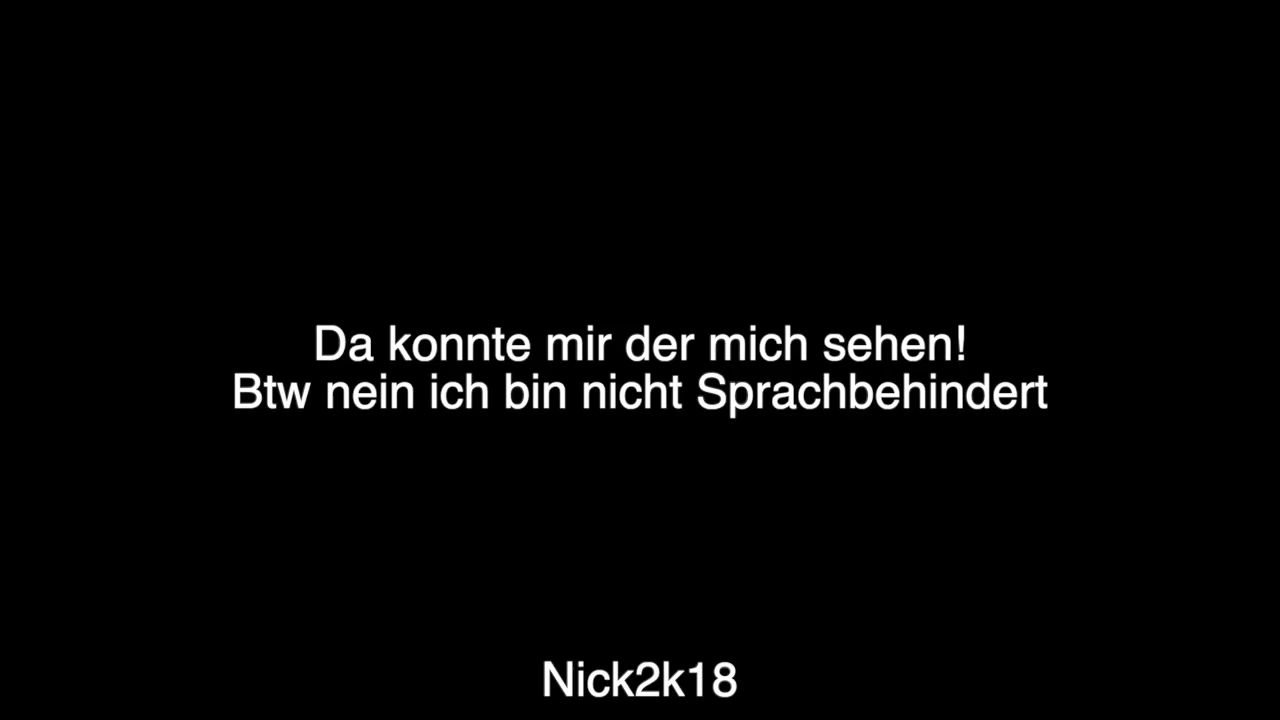 Da konnte mir der mich sehen!
Btw nein ich bin nicht Sprachbehindert
Nick2k18